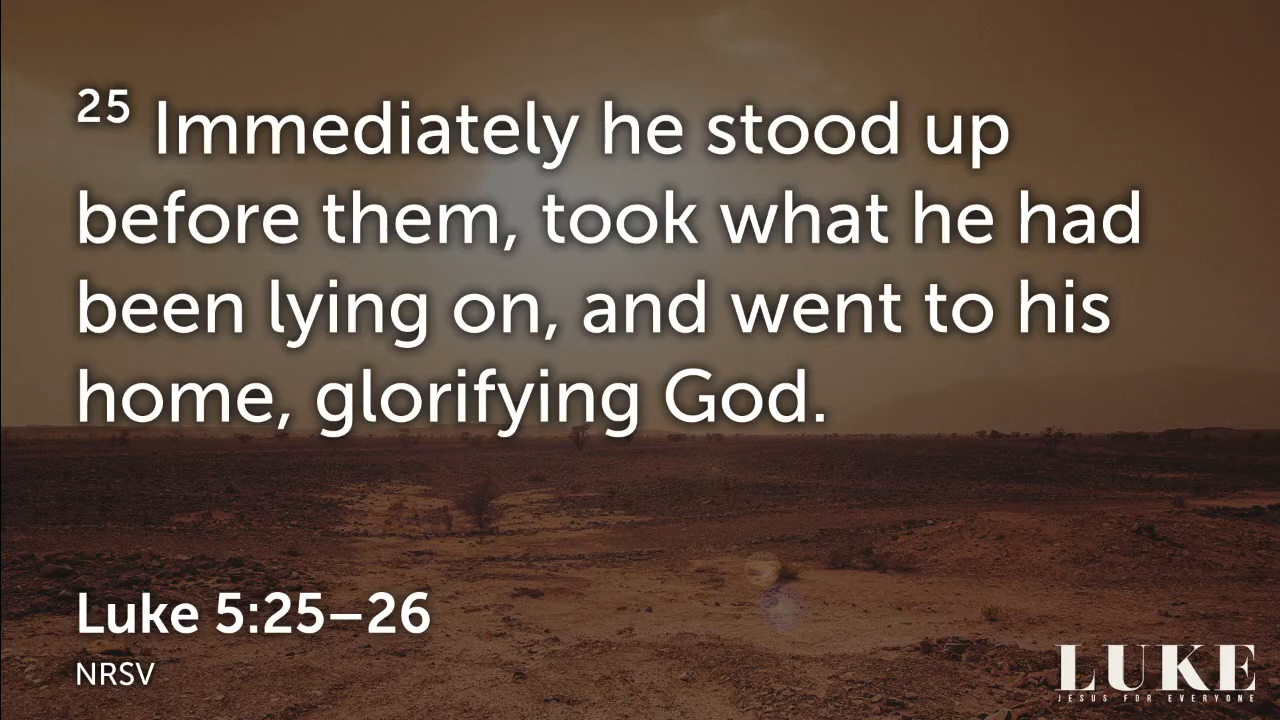 25 Immediately he stood up
before them, took what he had
been lying on, and went to his
home, glorifying God.
Luke 5:25–26
NRSV
LUKE
JESUS FOR EVERYONE